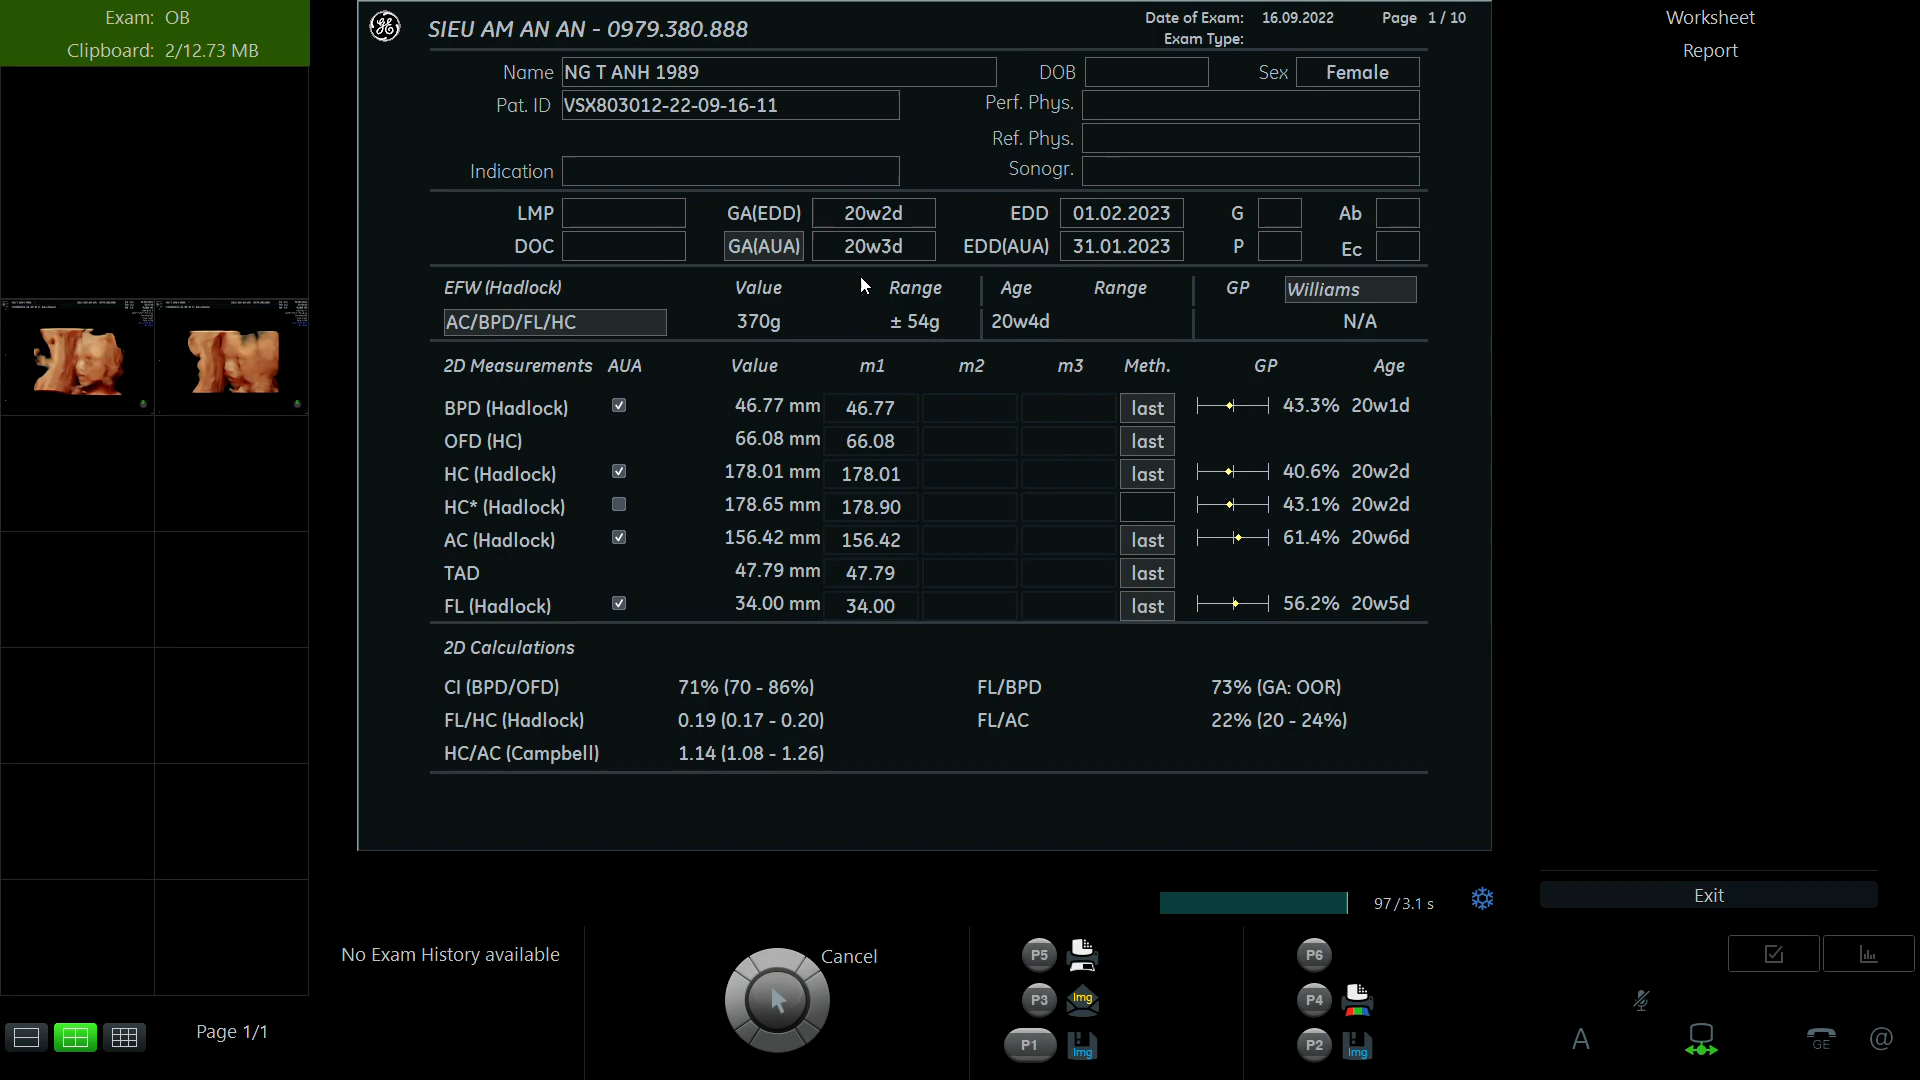 Exam: OB
Clipboard: 2/12.73 MB
SIEU AM AN AN - 0979.380.888
Date of Exam: 16.09.2022 Page 1 / 10
Exam Type:
Worksheet
Report
Name NG T ANH 1989 DOB Sex Female
Pat. ID VSX803012-22-09-16-11 Perf. Phys.
Ref. Phys.
Indication Sonogr.
LMP GA(EDD) 20w2d EDD 01.02.2023 G Ab
DOC GA(AUA) 20w3d EDD(AUA) 31.01.2023 P Ec
EFW (Hadlock) Value Range Age Range GP Williams
AC/BPD/FL/HC 370g ± 54g 20w4d N/A
2D Measurements AUA Value m1 m2 m3 Meth. GP Age
BPD (Hadlock) 46.77 mm 46.77 last 43.3% 20w1d
OFD (HC) 66.08 mm 66.08 last
HC (Hadlock) 178.01 mm 178.01 last 40.6% 20w2d
HC* (Hadlock) 178.65 mm 178.90 43.1% 20w2d
AC (Hadlock) 156.42 mm 156.42 last 61.4% 20w6d
TAD 47.79 mm 47.79 last
FL (Hadlock) 34.00 mm 34.00 last 56.2% 20w5d
2D Calculations
CI (BPD/OFD) 71% (70 - 86%) FL/BPD 73% (GA: OOR)
FL/HC (Hadlock) 0.19 (0.17 - 0.20) FL/AC 22% (20 - 24%)
HC/AC (Campbell) 1.14 (1.08 - 1.26)
97/3.1 s
Exit
No Exam History available
Cancel
P5 P6
P3 Img P4
P1 Img P2 Img
Page 1/1
A GE @